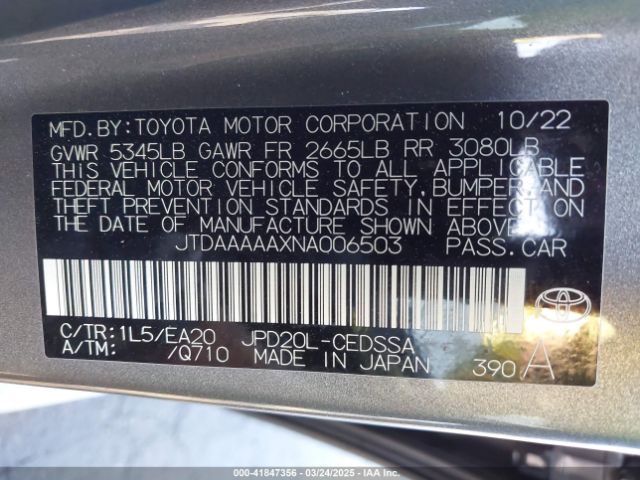 MFD.BY:TOYOTA MOTOR CORPORATION 10/22
GVWR 5345LB GAWR FR 2665LB RR 3080LB
THIS VEHICLE CONFORMS TO ALL APPLICABLE
FEDERAL MOTOR VEHICLE SAFETY,BUMPER,AND
THEFT PREVENTION STANDARDS IN EFFECT ON
THE DATE OF MANUFACTURE SHOWN ABOVE.
JTDAAAAAXNA006503 PASS.CAR
C/TR:1L5/EA20 JPD20L-CEDSSA
A/TM: /Q710 MADE IN JAPAN 390A
000-41847356 | 03/24/2025 | IAA Inc.